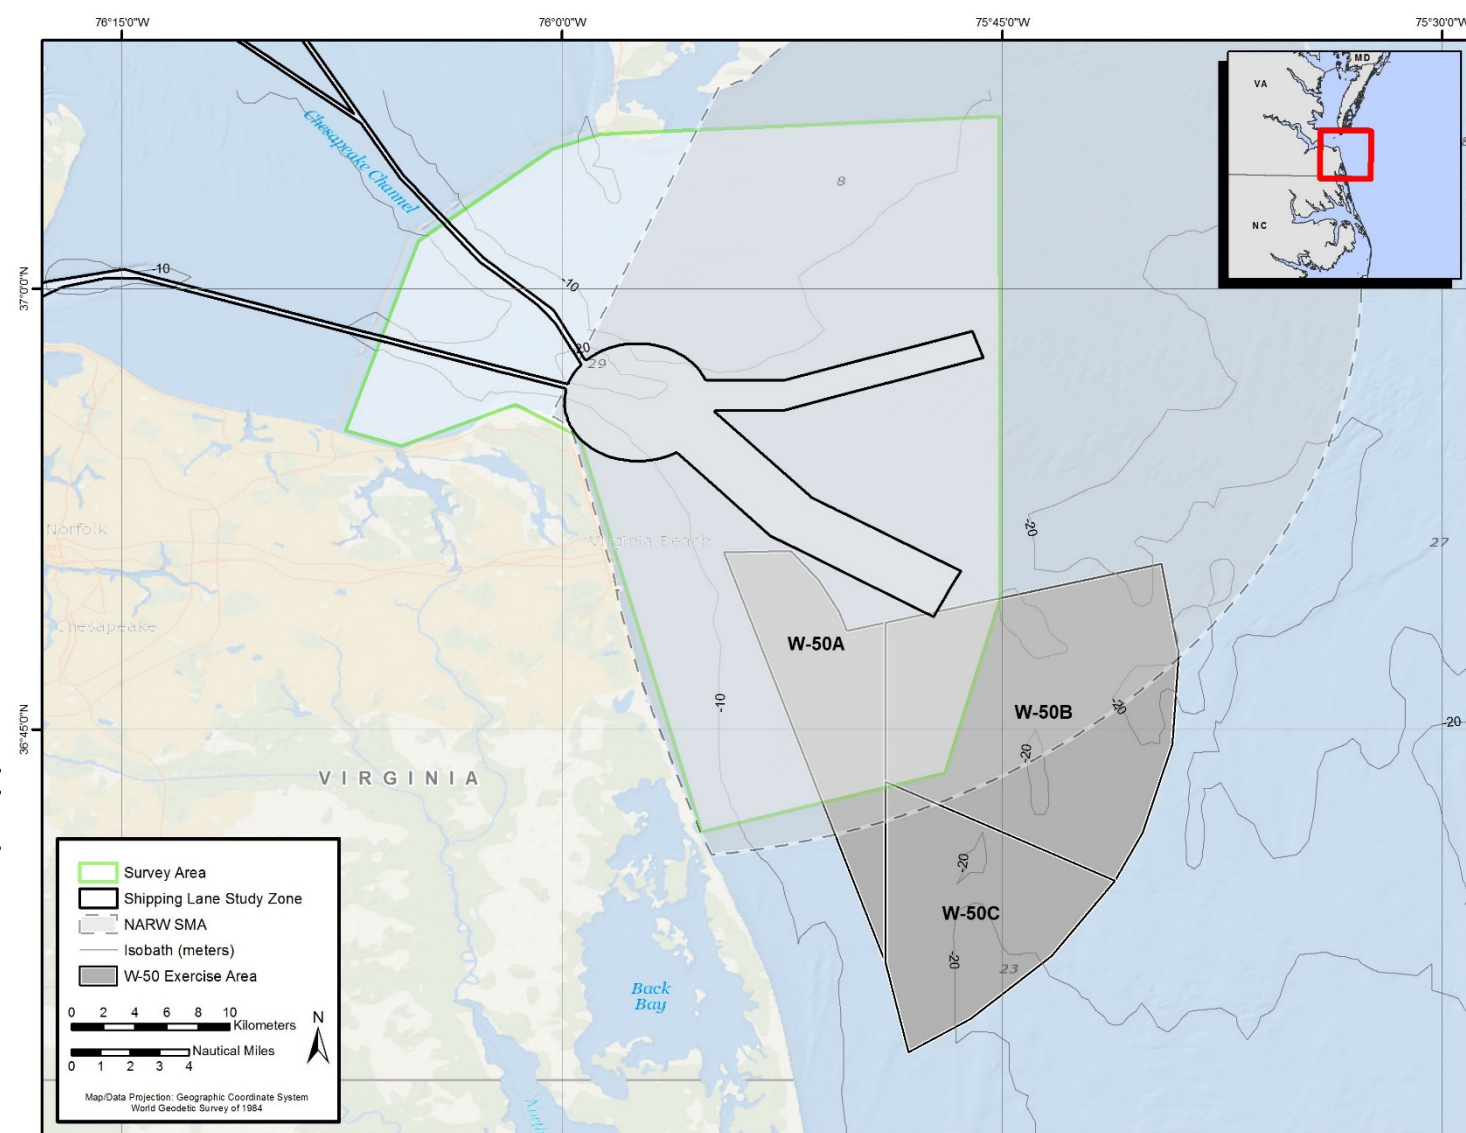 76°15'0"W
76°0'0"W
75°45'0"W
75°30'0"W
MD
VA
NC
Chesapeake Channel
8
-10
-10
37°0'0"N
-20
29
Norfolk
Virginia Beach
-20
27
Chesapeake
W-50A
-10
W-50B
-20
-20
-20
36°45'0"N
VIRGINIA
-20
W-50C
-20
23
Back
Bay
Survey Area
Shipping Lane Study Zone
NARW SMA
Isobath (meters)
W-50 Exercise Area
0 2 4 6 8 10
Kilometers
N
Nautical Miles
0 1 2 3 4
Map/Data Projection: Geographic Coordinate System
World Geodetic Survey of 1984